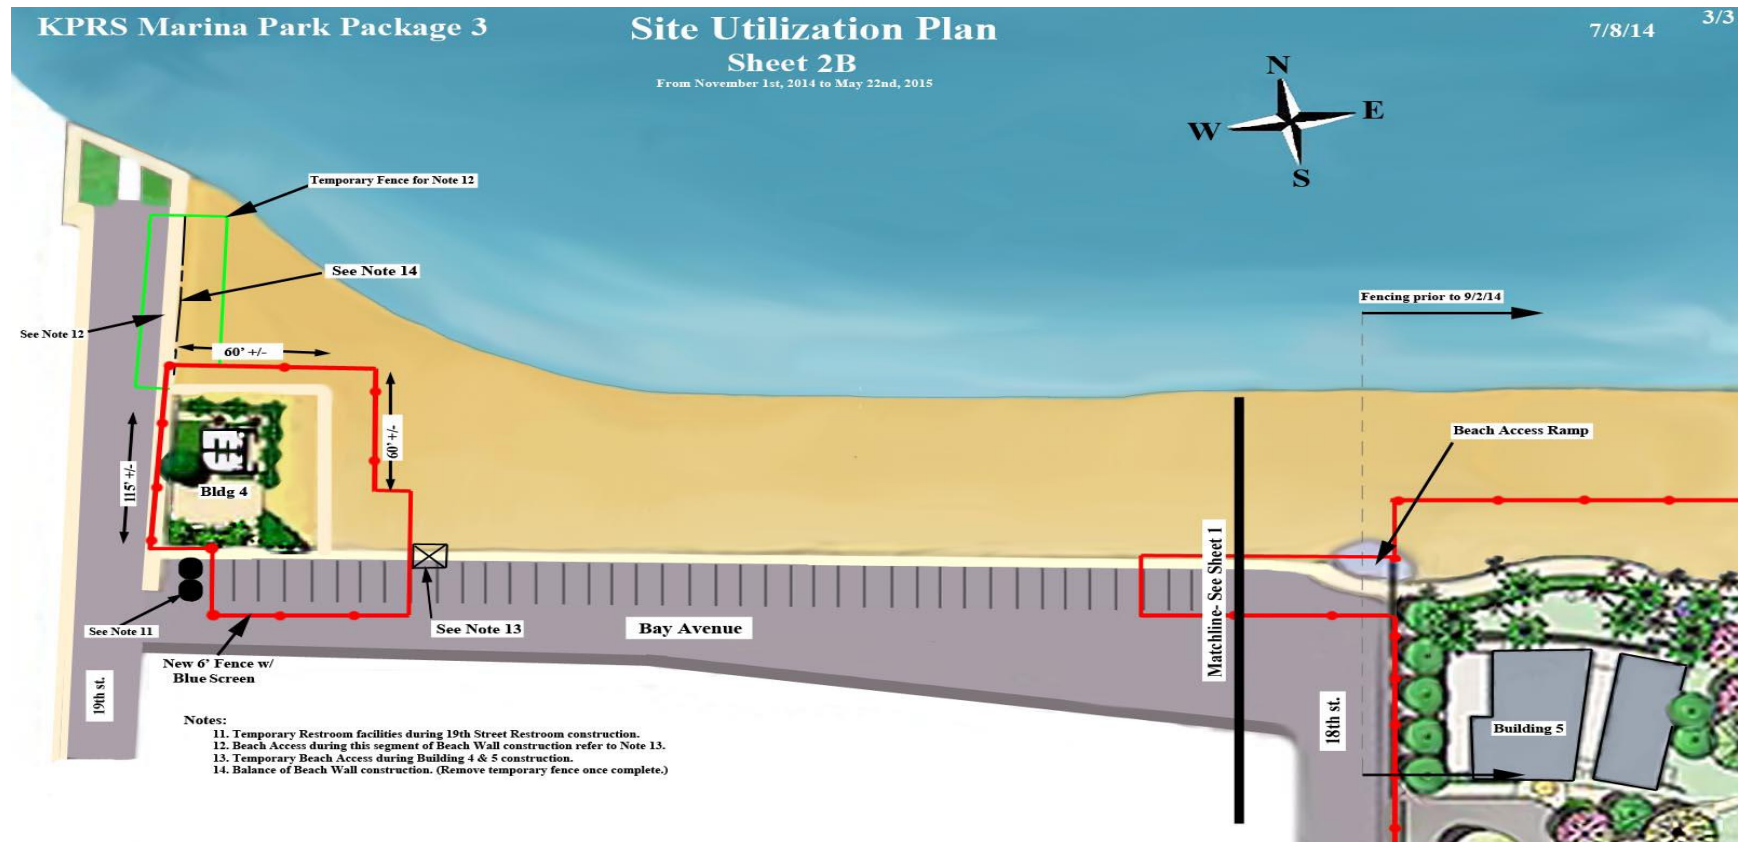 KPRS Marina Park Package 3
Site Utilization Plan
Sheet 2B
From November 1st, 2014 to May 22nd, 2015
7/8/14
3/3
N
W
E
S
Temporary Fence for Note 12
See Note 14
See Note 12
60' +/-
Fencing prior to 9/2/14
60' +/-
115' +/-
Bldg 4
Beach Access Ramp
Matchline- See Sheet 1
See Note 11
See Note 13
Bay Avenue
New 6' Fence w/
Blue Screen
19th st.
18th st.
Building 5
Notes:
11. Temporary Restroom facilities during 19th Street Restroom construction.
12. Beach Access during this segment of Beach Wall construction refer to Note 13.
13. Temporary Beach Access during Building 4 & 5 construction.
14. Balance of Beach Wall construction. (Remove temporary fence once complete.)